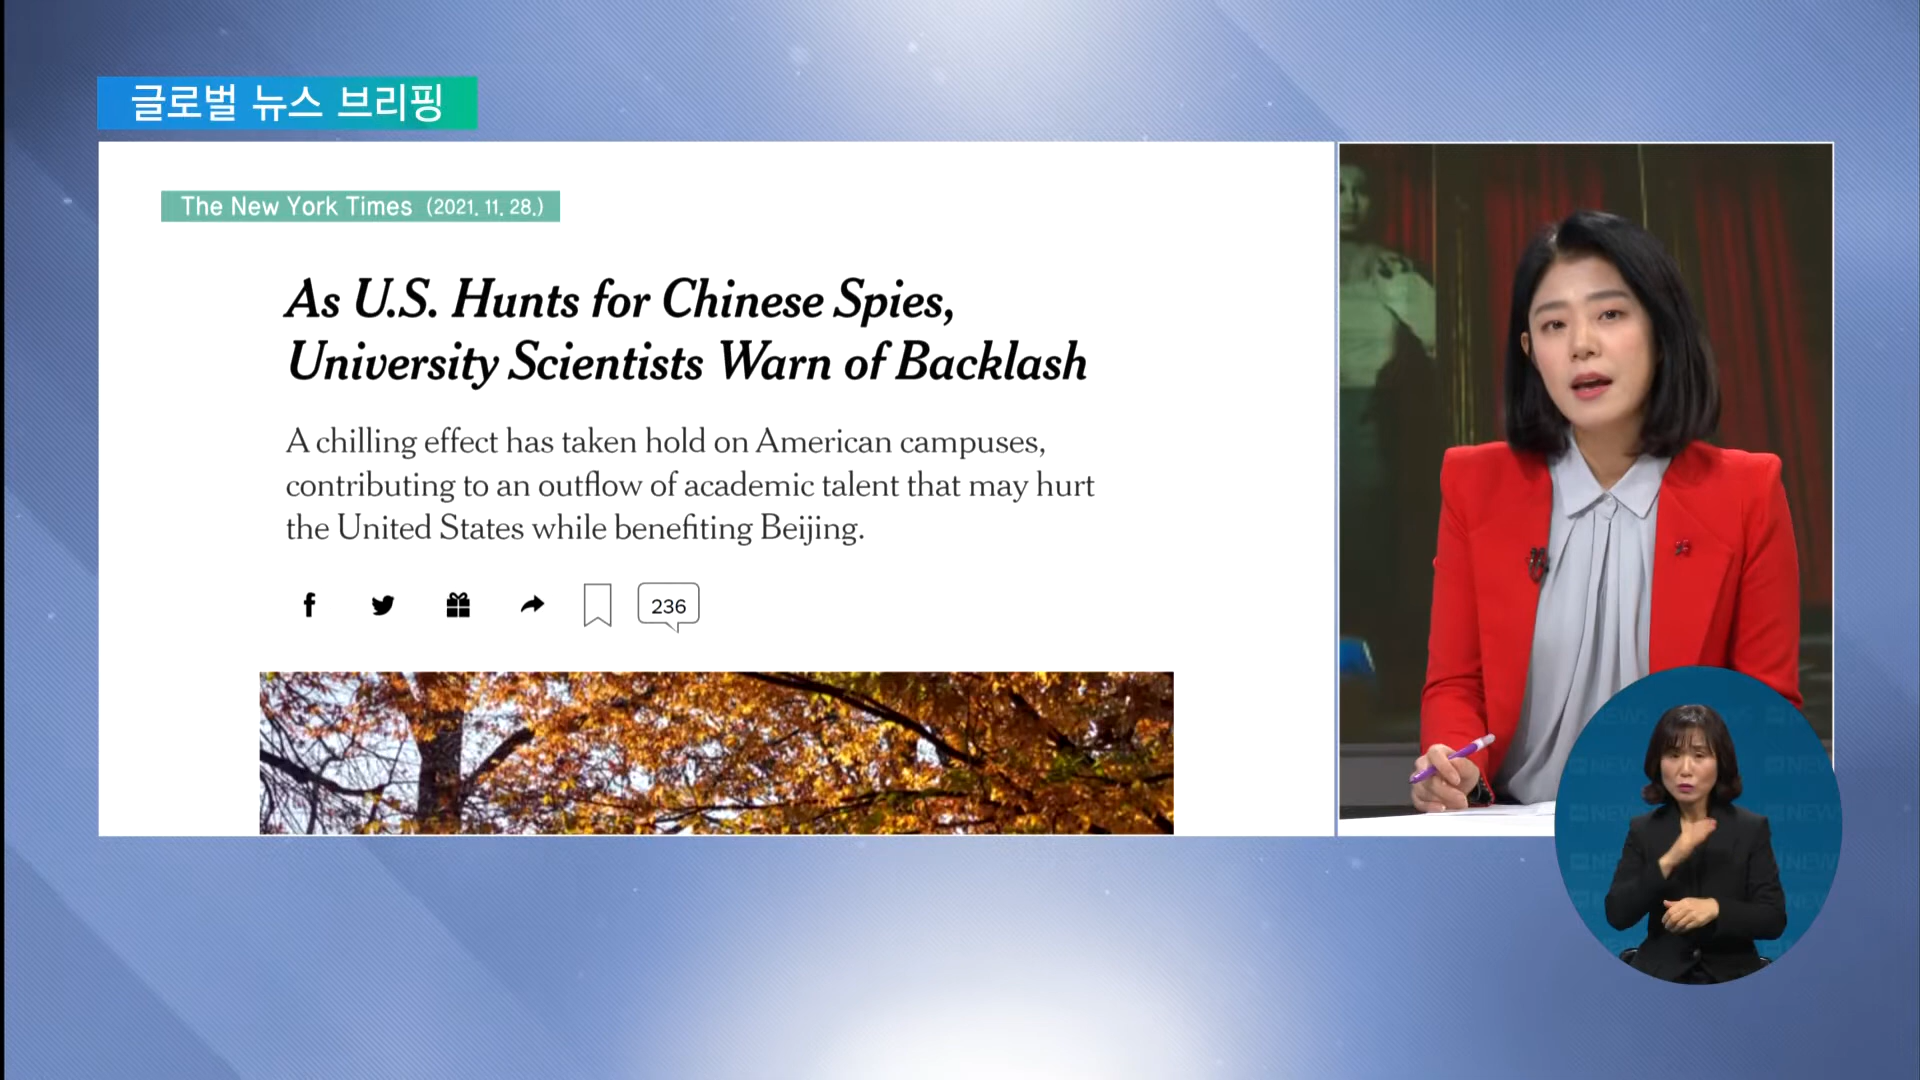 글로벌 뉴스 브리핑
The New York Times (2021. 11. 28.)
As U.S. Hunts for Chinese Spies,
University Scientists Warn of Backlash
A chilling effect has taken hold on American campuses,
contributing to an outflow of academic talent that may hurt
the United States while benefiting Beijing.
236